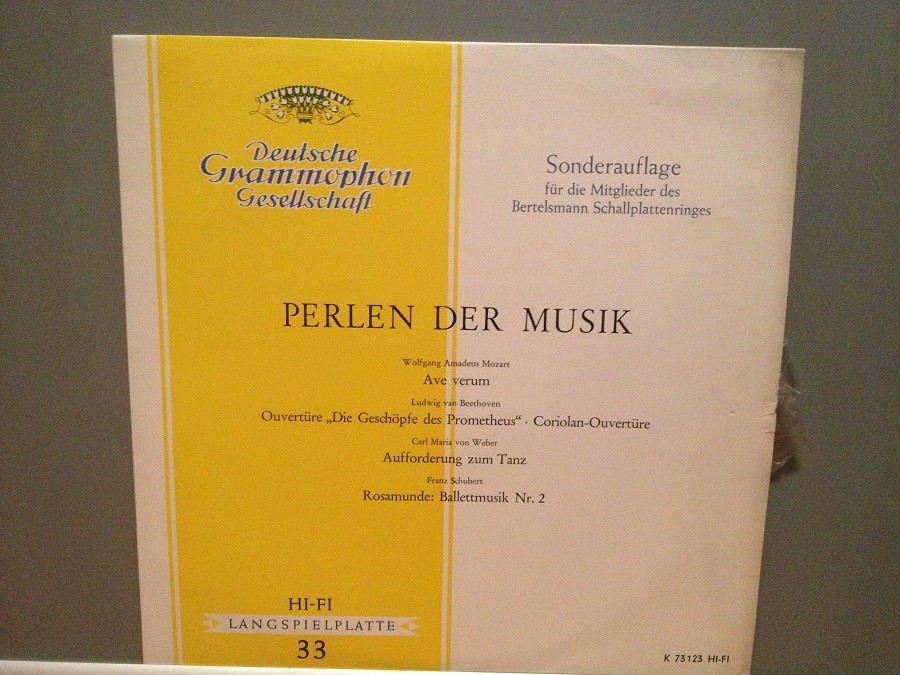 Deutsche
Grammophon
Gesellschaft
Sonderauflage
für die Mitglieder des
Bertelsmann Schallplattenringes
PERLEN DER MUSIK
Wolfgang Amadeus Mozart
Ave verum
Ludwig van Beethoven
Ouvertüre „Die Geschöpfe des Prometheus“ · Coriolan-Ouvertüre
Carl Maria von Weber
Aufforderung zum Tanz
Franz Schubert
Rosamunde: Ballettmusik Nr. 2
HI-FI
LANGSPIELPLATTE
33
K 73123 HI-FI